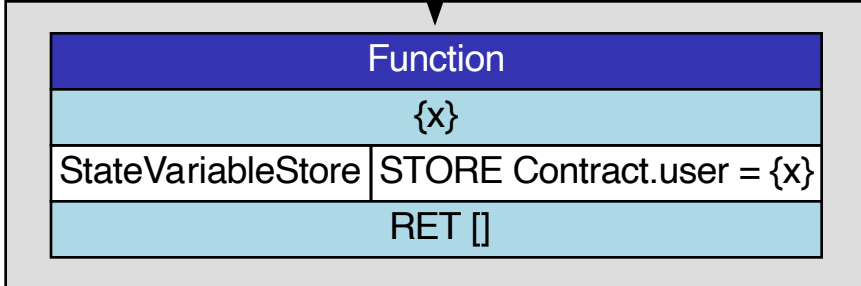 Function
{x}
StateVariableStore STORE Contract.user = {x}
RET []